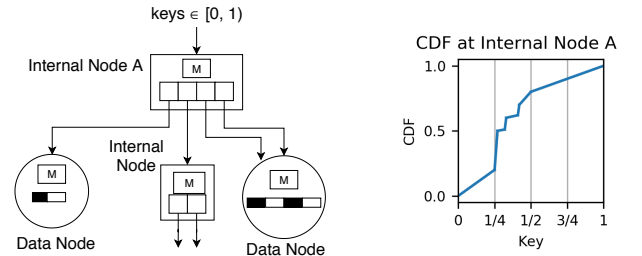 keys ∈ [0, 1)
Internal Node A
M
Internal
Node
M
M
M
Data Node
Data Node
CDF at Internal Node A
CDF
1.0
0.5
0.0
0
1/4
1/2
3/4
1
Key